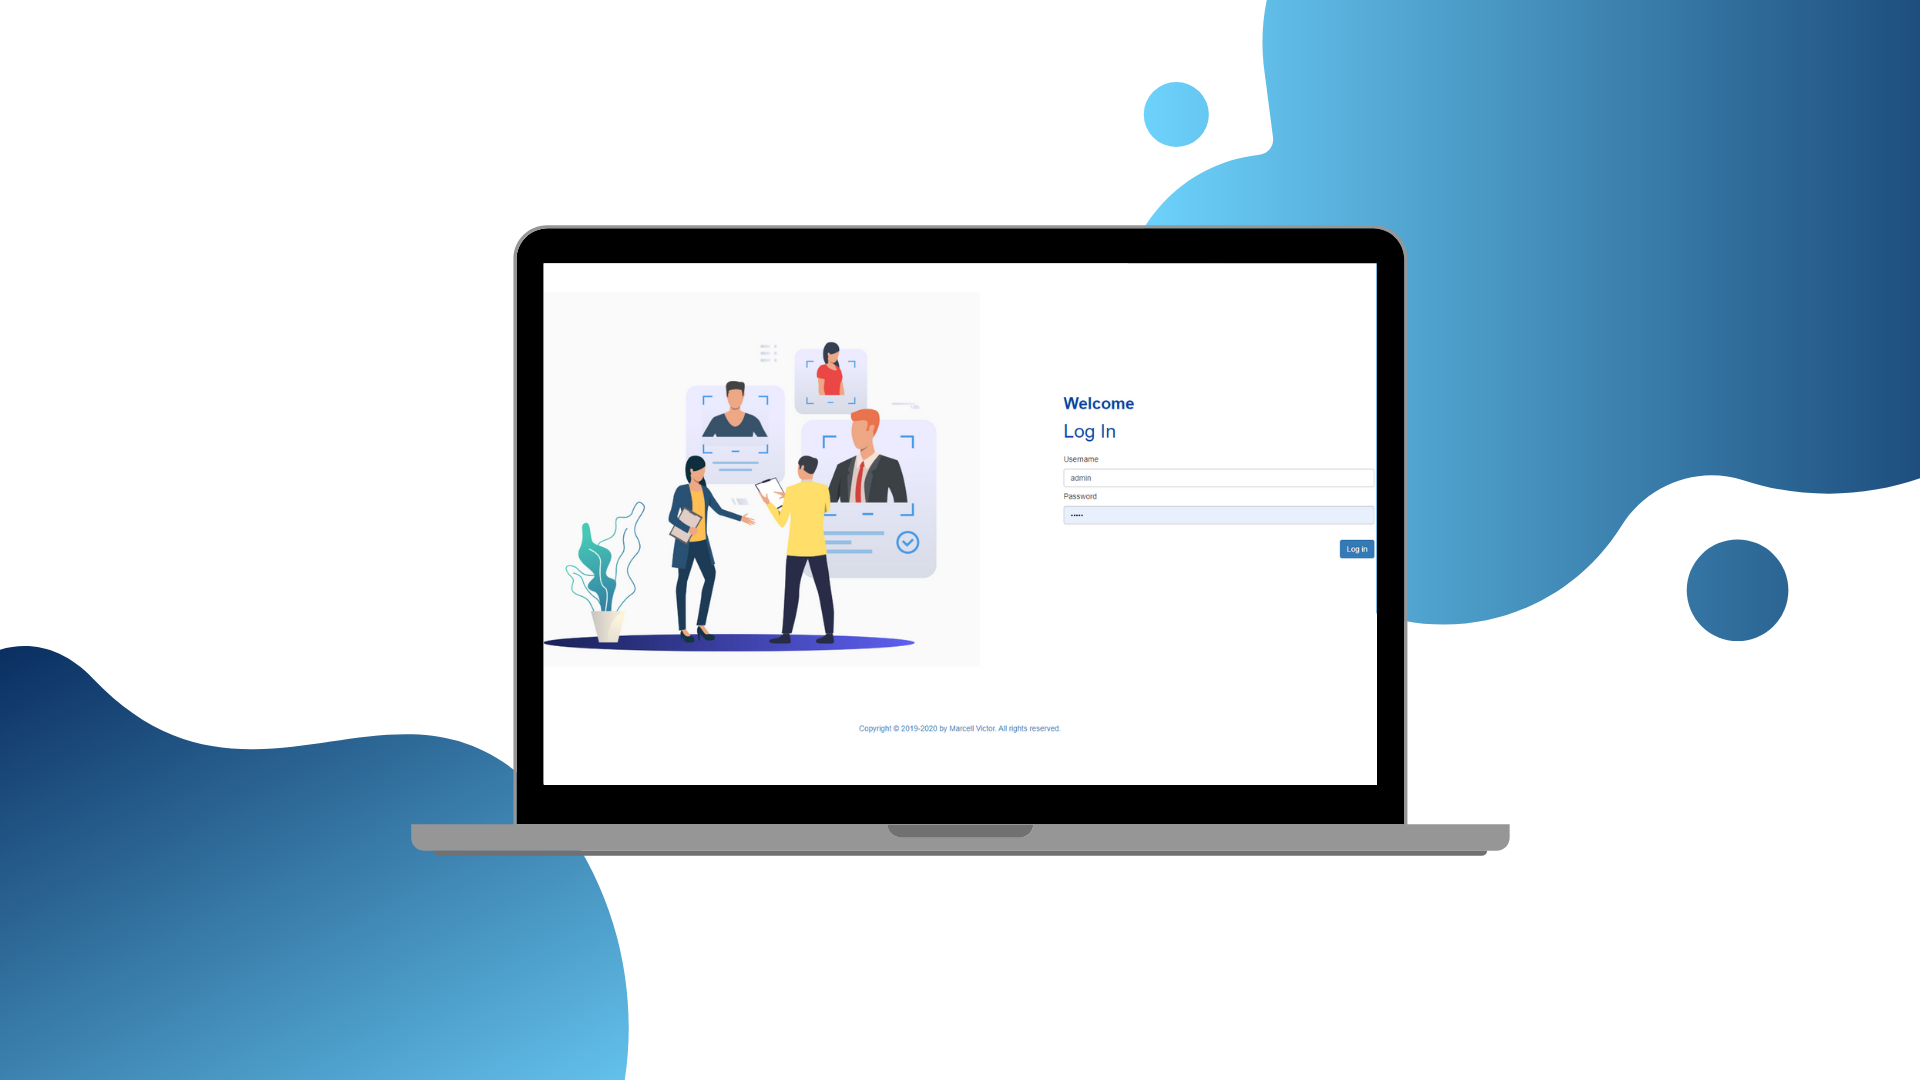 Welcome
Log In
Username
admin
Password
•••••
Log in
Copyright © 2019-2020 by Marcell Victor. All rights reserved.